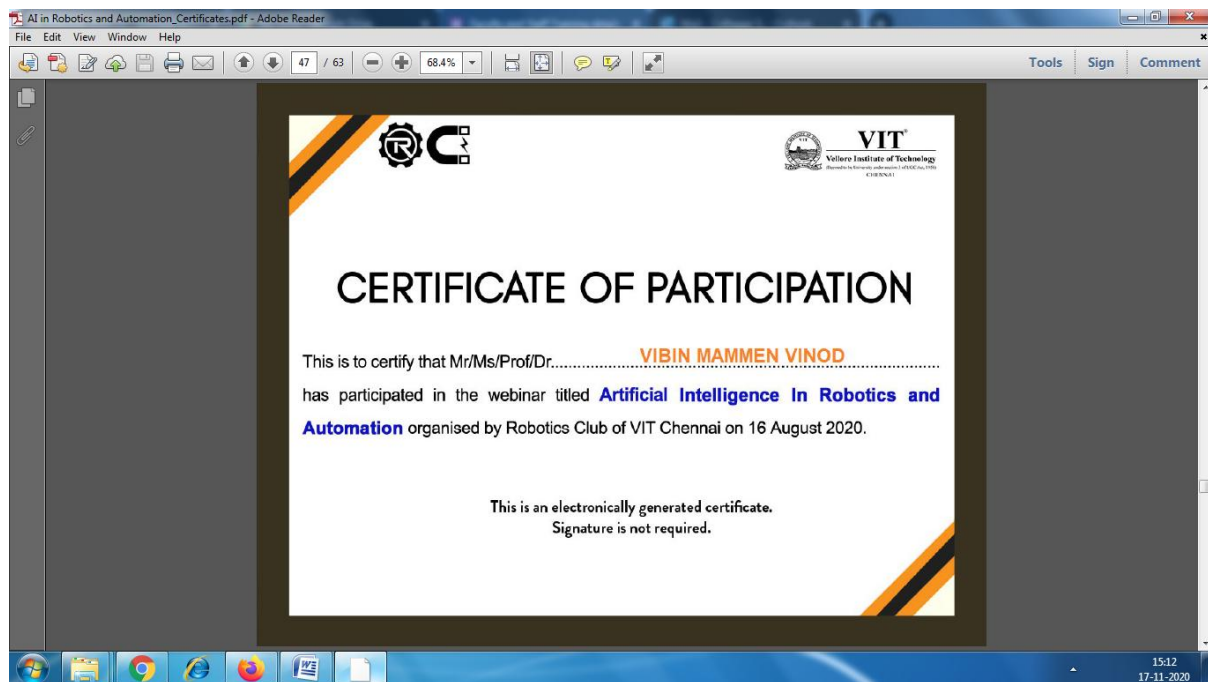 AI in Robotics and Automation_Certificates.pdf - Adobe Reader
File Edit View Window Help
47 / 63 68.4% Tools Sign Comment
VIT
Vellore Institute of Technology
CHENNAI
CERTIFICATE OF PARTICIPATION
This is to certify that Mr/Ms/Prof/Dr............VIBIN MAMMEN VINOD............
has participated in the webinar titled Artificial Intelligence In Robotics and
Automation organised by Robotics Club of VIT Chennai on 16 August 2020.
This is an electronically generated certificate.
Signature is not required.
15:12
17-11-2020